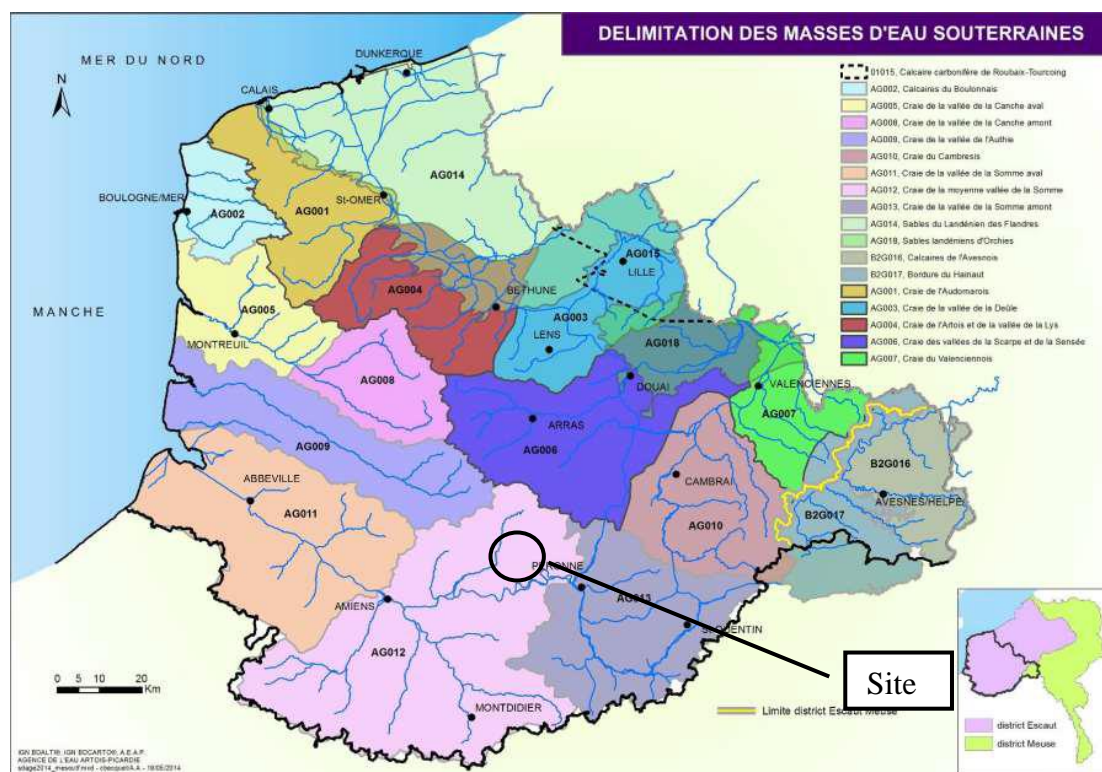 DELIMITATION DES MASSES D'EAU SOUTERRAINES
MER DU NORD
N
MANCHE
DUNKERQUE
CALAIS
BOULOGNE/MER
AG002
AG001
St-OMER
AG014
AG015
LILLE
AG004
BETHUNE
AG003
LENS
AG005
MONTREUIL
AG008
AG018
DOUAI
VALENCIENNES
AG007
ARRAS
AG006
AG009
ABBEVILLE
AG011
CAMBRAI
AG010
B2G016
AVESNES/HELPE
B2G017
PERONNE
AG013
AMIENS
St-QUENTIN
AG012
MONTDIDIER
01015, Calcaire carbonifère de Roubaix-Tourcoing
AG002, Calcaires du Boulonnais
AG005, Craie de la vallée de la Canche aval
AG008, Craie de la vallée de la Canche amont
AG009, Craie de la vallée de l'Authie
AG010, Craie du Cambresis
AG011, Craie de la vallée de la Somme aval
AG012, Craie de la moyenne vallée de la Somme
AG013, Craie de la vallée de la Somme amont
AG014, Sables du Landénien des Flandres
AG018, Sables landéniens d'Orchies
B2G016, Calcaires de l'Avesnois
B2G017, Bordure du Hainaut
AG001, Craie de l'Audomarois
AG003, Craie de la vallée de la Deûle
AG004, Craie de l'Artois et de la vallée de la Lys
AG006, Craie des vallées de la Scarpe et de la Sensée
AG007, Craie du Valenciennois
Site
Limite district Escaut Meuse
district Escaut
district Meuse
0 5 10 20
Km
AGENCE DE L'EAU ARTOIS-PICARDIE